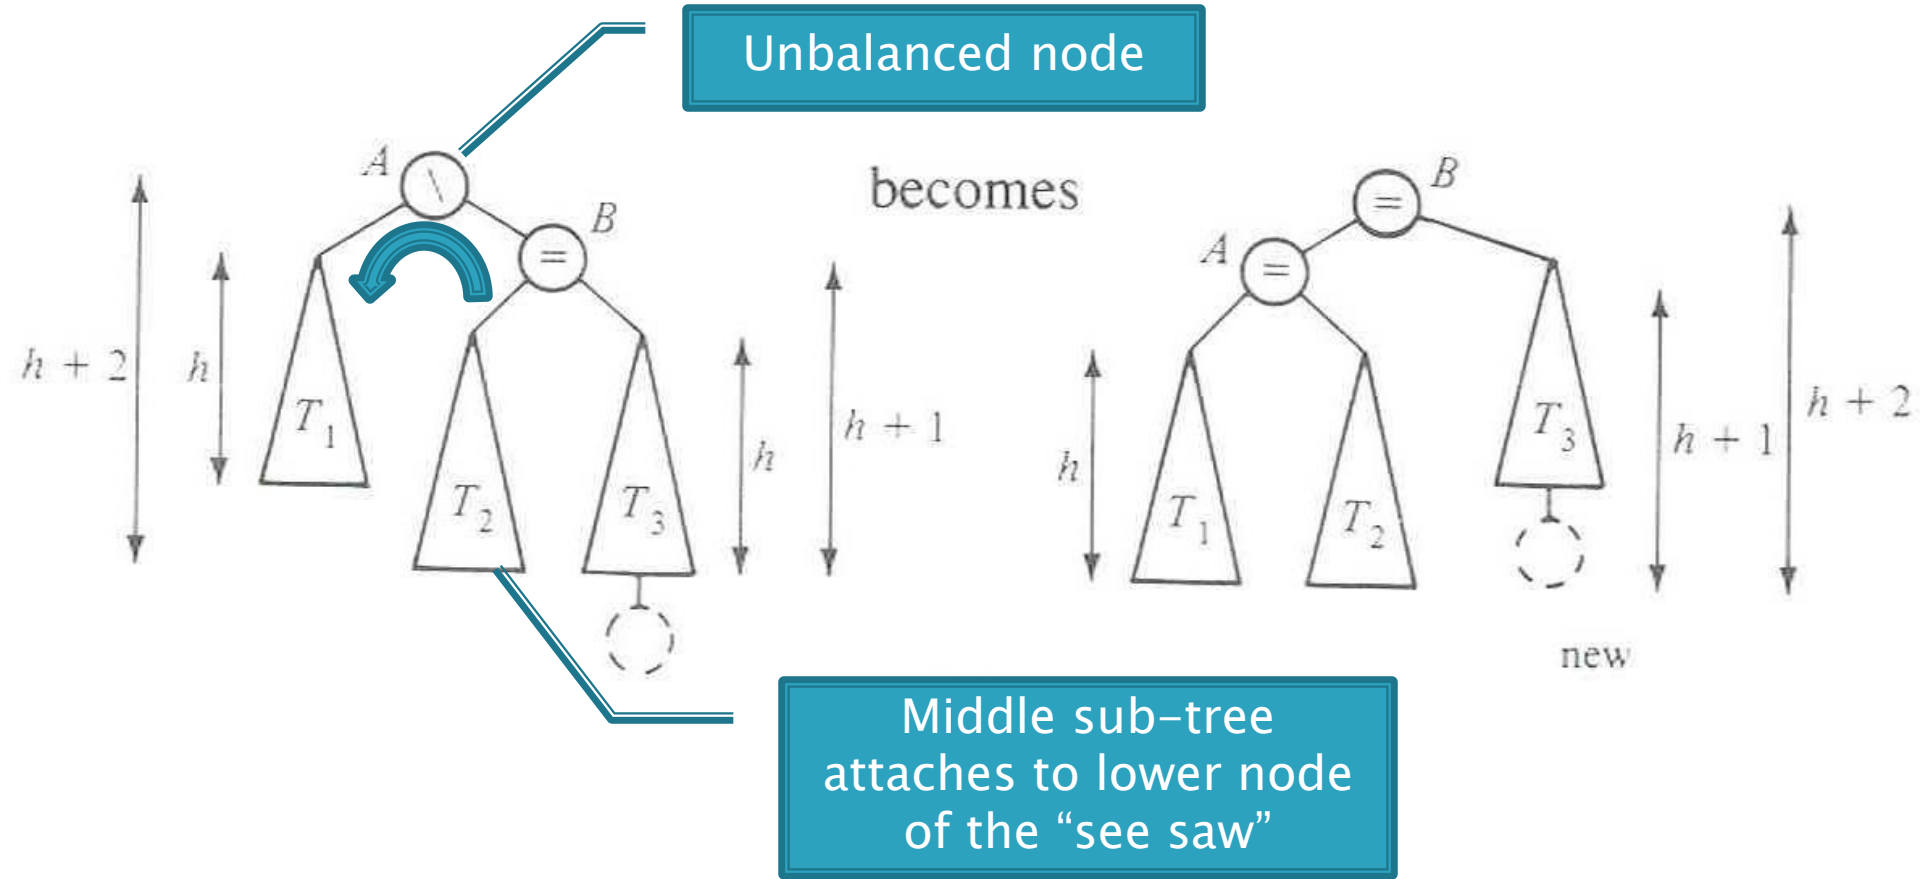 Unbalanced node
A
\
B
=
h + 2
h
T1
T2
T3
h
h + 1
becomes
B
=
A
=
h
T1
T2
T3
h + 1
h + 2
new
Middle sub-tree
attaches to lower node
of the “see saw”